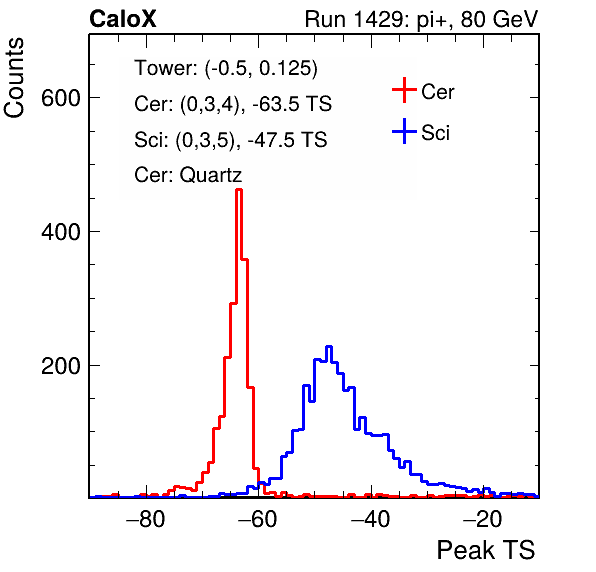 CaloX Run 1429: pi+, 80 GeV
Counts
Tower: (-0.5, 0.125)
Cer: (0,3,4), -63.5 TS
Sci: (0,3,5), -47.5 TS
Cer: Quartz
Cer
Sci
600
400
200
−80 −60 −40 −20
Peak TS